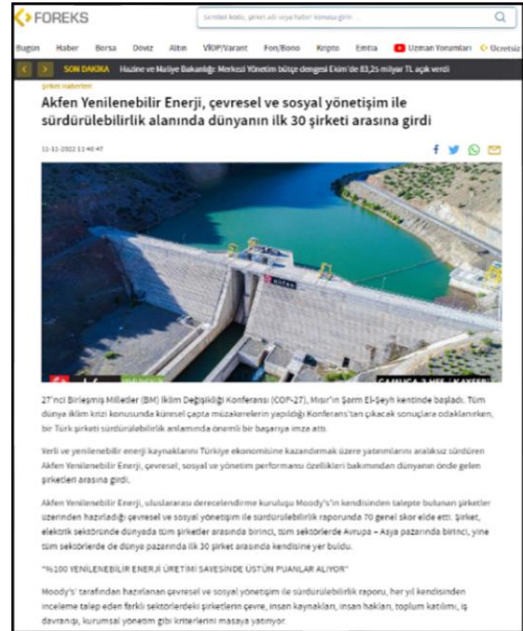 FOREKS
Sembol kodu, şirket adı veya haber konusu girin ...
Bugün Haber Borsa Döviz Altın VİOP/Varant Fon/Bono Kripto Emtia Uzman Yorumları Ücretsiz
SON DAKİKA Hazine ve Maliye Bakanlığı: Merkezi Yönetim bütçe dengesi Ekim'de 83,25 milyar TL açık verdi
Şirket Haberleri
Akfen Yenilenebilir Enerji, çevresel ve sosyal yönetişim ile
sürdürülebilirlik alanında dünyanın ilk 30 şirketi arasına girdi
11-11-2022 11:40:47
akfen
27'nci Birleşmiş Milletler (BM) İklim Değişikliği Konferansı (COP-27), Mısır'ın Şarm El-Şeyh kentinde başladı. Tüm
dünya iklim krizi konusunda küresel çapta müzakerelerin yapıldığı Konferans'tan çıkacak sonuçlara odaklanırken,
bir Türk şirketi sürdürülebilirlik anlamında önemli bir başarıya imza attı.
Yerli ve yenilenebilir enerji kaynaklarını Türkiye ekonomisine kazandırmak üzere yatırımlarını aralıksız sürdüren
Akfen Yenilenebilir Enerji, çevresel, sosyal ve yönetim performansı özellikleri bakımından dünyanın önde gelen
şirketleri arasına girdi.
Akfen Yenilenebilir Enerji, uluslararası derecelendirme kuruluşu Moody's'in kendisinden talepte bulunan şirketler
üzerinden hazırladığı çevresel ve sosyal yönetişim ile sürdürülebilirlik raporunda 70 genel skor elde etti. Şirket,
elektrik sektöründe dünyada tüm şirketler arasında birinci, tüm sektörlerde Avrupa – Asya pazarında birinci, yine
tüm sektörlerde de dünya pazarında ilk 30 şirket arasında kendisine yer buldu.
"%100 YENİLENEBİLİR ENERJİ ÜRETİMİ SAYESİNDE ÜSTÜN PUANLAR ALIYOR"
Moody's' tarafından hazırlanan çevresel ve sosyal yönetişim ile sürdürülebilirlik raporu, her yıl kendisinden
inceleme talep eden farklı sektörlerdeki şirketlerin çevre, insan kaynakları, insan hakları, toplum katılımı, iş
davranışı, kurumsal yönetim gibi kriterlerini masaya yatırıyor.